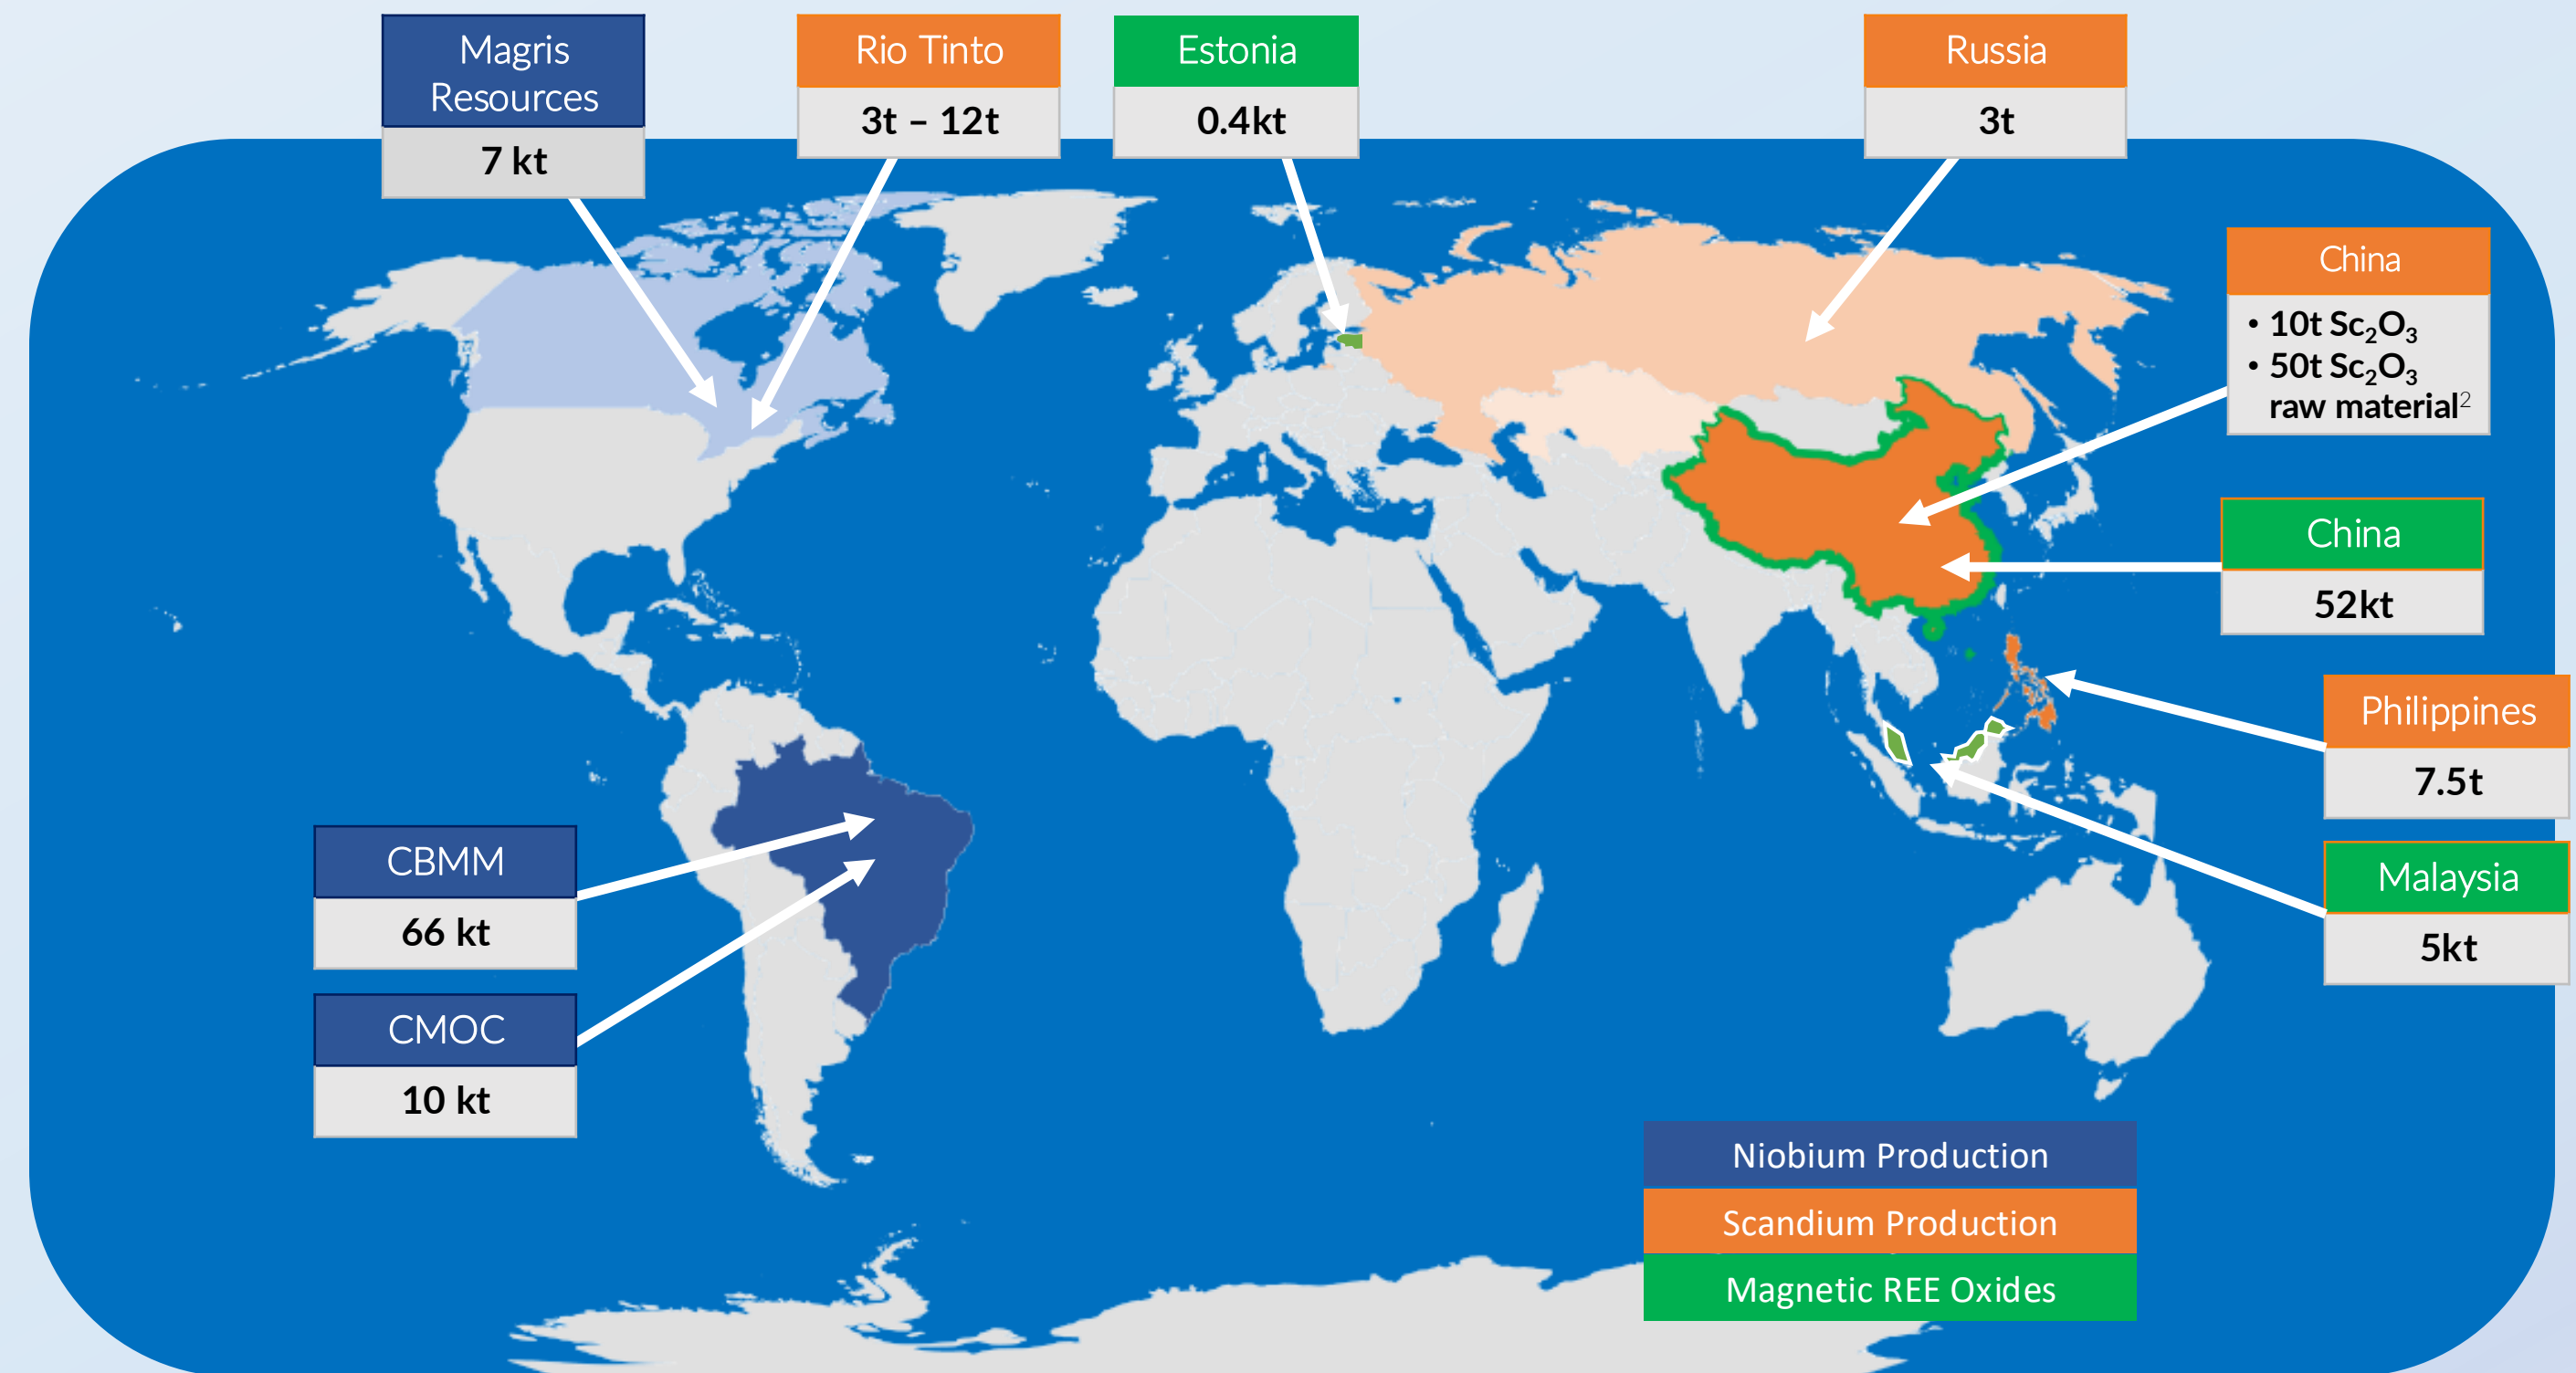 Magris
Resources
7 kt
Rio Tinto
3t – 12t
Estonia
0.4kt
Russia
3t
China
• 10t Sc₂O₃
• 50t Sc₂O₃
raw material²
China
52kt
Philippines
7.5t
Malaysia
5kt
CBMM
66 kt
CMOC
10 kt
Niobium Production
Scandium Production
Magnetic REE Oxides